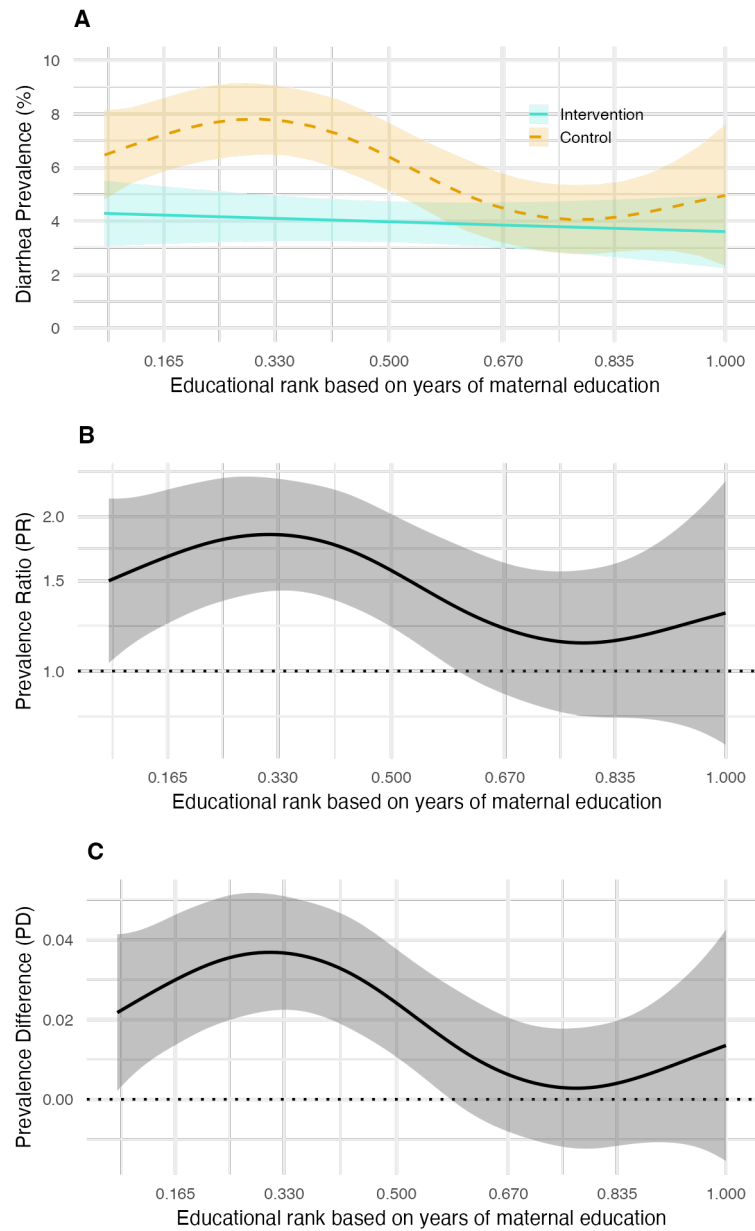 A
Diarrhea Prevalence (%)
10
8
6
4
2
0
Intervention
Control
0.165 0.330 0.500 0.670 0.835 1.000
Educational rank based on years of maternal education
B
Prevalence Ratio (PR)
2.0
1.5
1.0
0.165 0.330 0.500 0.670 0.835 1.000
Educational rank based on years of maternal education
C
Prevalence Difference (PD)
0.04
0.02
0.00
0.165 0.330 0.500 0.670 0.835 1.000
Educational rank based on years of maternal education